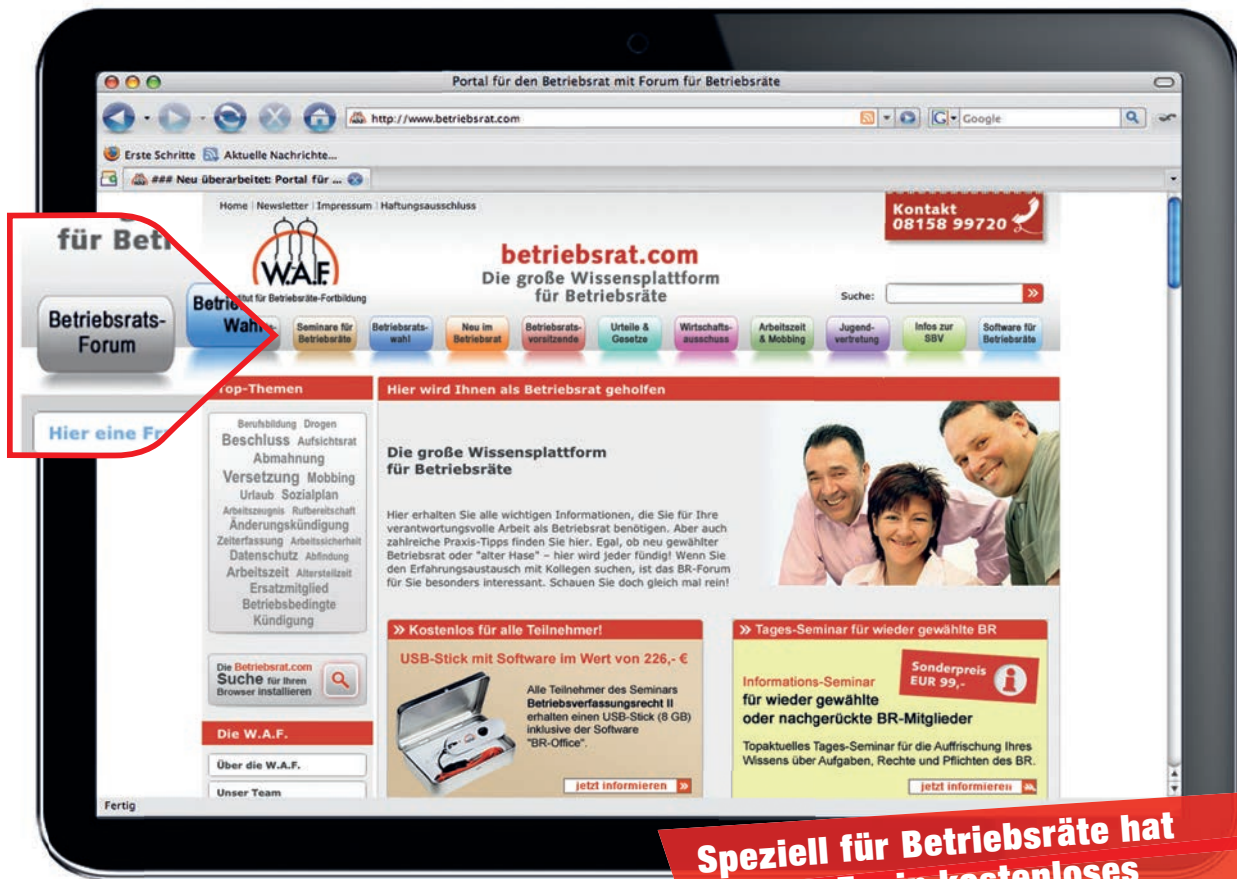 Portal für den Betriebsrat mit Forum für Betriebsräte
http://www.betriebsrat.com
Google
Erste Schritte
Aktuelle Nachrichte...
### Neu überarbeitet: Portal für ...
Home | Newsletter | Impressum | Haftungsausschluss
Kontakt
08158 99720
W.A.F.
Institut für Betriebsräte-Fortbildung
betriebsrat.com
Die große Wissensplattform
für Betriebsräte
Suche:
für Betr
Betriebsrats-
Forum
Wahl
Hier eine Fr
Seminare für
Betriebsräte
Betriebsrats-
wahl
Neu im
Betriebsrat
Betriebsrats-
vorsitzende
Urteile &
Gesetze
Wirtschafts-
ausschuss
Arbeitszeit
& Mobbing
Jugend-
vertretung
Infos zur
SBV
Software für
Betriebsräte
Top-Themen
Berufsbildung Drogen
Beschluss Aufsichtsrat
Abmahnung
Versetzung Mobbing
Urlaub Sozialplan
Arbeitszeugnis Rufbereitschaft
Änderungskündigung
Zeiterfassung Arbeitssicherheit
Datenschutz Abfindung
Arbeitszeit Altersteilzeit
Ersatzmitglied
Betriebsbedingte
Kündigung
Die Betriebsrat.com
Suche für Ihren
Browser installieren
Die W.A.F.
Über die W.A.F.
Unser Team
Hier wird Ihnen als Betriebsrat geholfen
Die große Wissensplattform
für Betriebsräte
Hier erhalten Sie alle wichtigen Informationen, die Sie für Ihre
verantwortungsvolle Arbeit als Betriebsrat benötigen. Aber auch
zahlreiche Praxis-Tipps finden Sie hier. Egal, ob neu gewählter
Betriebsrat oder "alter Hase" – hier wird jeder fündig! Wenn Sie
den Erfahrungsaustausch mit Kollegen suchen, ist das BR-Forum
für Sie besonders interessant. Schauen Sie doch gleich mal rein!
» Kostenlos für alle Teilnehmer!
USB-Stick mit Software im Wert von 226,- €
Alle Teilnehmer des Seminars
Betriebsverfassungsrecht II
erhalten einen USB-Stick (8 GB)
inklusive der Software
"BR-Office".
jetzt informieren »
» Tages-Seminar für wieder gewählte BR
Sonderpreis
EUR 99,-
Informations-Seminar
für wieder gewählte
oder nachgerückte BR-Mitglieder
Topaktuelles Tages-Seminar für die Auffrischung Ihres
Wissens über Aufgaben, Rechte und Pflichten des BR.
jetzt informieren »
Fertig
Speziell für Betriebsräte hat
kostenloses